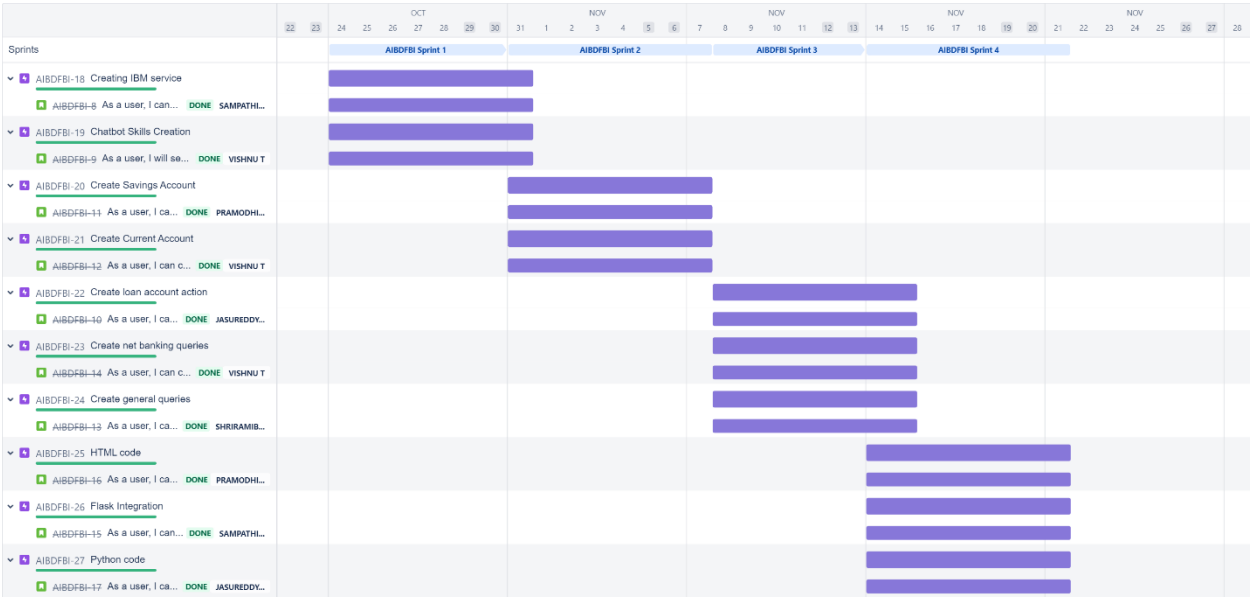 OCT NOV NOV NOV NOV
22 23 24 25 26 27 28 29 30 31 1 2 3 4 5 6 7 8 9 10 11 12 13 14 15 16 17 18 19 20 21 22 23 24 25 26 27 28
Sprints AIBDFBI Sprint 1 AIBDFBI Sprint 2 AIBDFBI Sprint 3 AIBDFBI Sprint 4
AIBDFBI-18 Creating IBM service
AIBDFBI-8 As a user, I can... DONE SAMPATHI...
AIBDFBI-19 Chatbot Skills Creation
AIBDFBI-9 As a user, I will se... DONE VISHNU T
AIBDFBI-20 Create Savings Account
AIBDFBI-11 As a user, I ca... DONE PRAMODHI...
AIBDFBI-21 Create Current Account
AIBDFBI-12 As a user, I can c... DONE VISHNU T
AIBDFBI-22 Create loan account action
AIBDFBI-10 As a user, I ca... DONE JASUREDDY...
AIBDFBI-23 Create net banking queries
AIBDFBI-14 As a user, I can c... DONE VISHNU T
AIBDFBI-24 Create general queries
AIBDFBI-13 As a user, I ca... DONE SHRIRAMIB...
AIBDFBI-25 HTML code
AIBDFBI-16 As a user, I ca... DONE PRAMODHI...
AIBDFBI-26 Flask Integration
AIBDFBI-15 As a user, I can... DONE SAMPATHI...
AIBDFBI-27 Python code
AIBDFBI-17 As a user, I ca... DONE JASUREDDY...